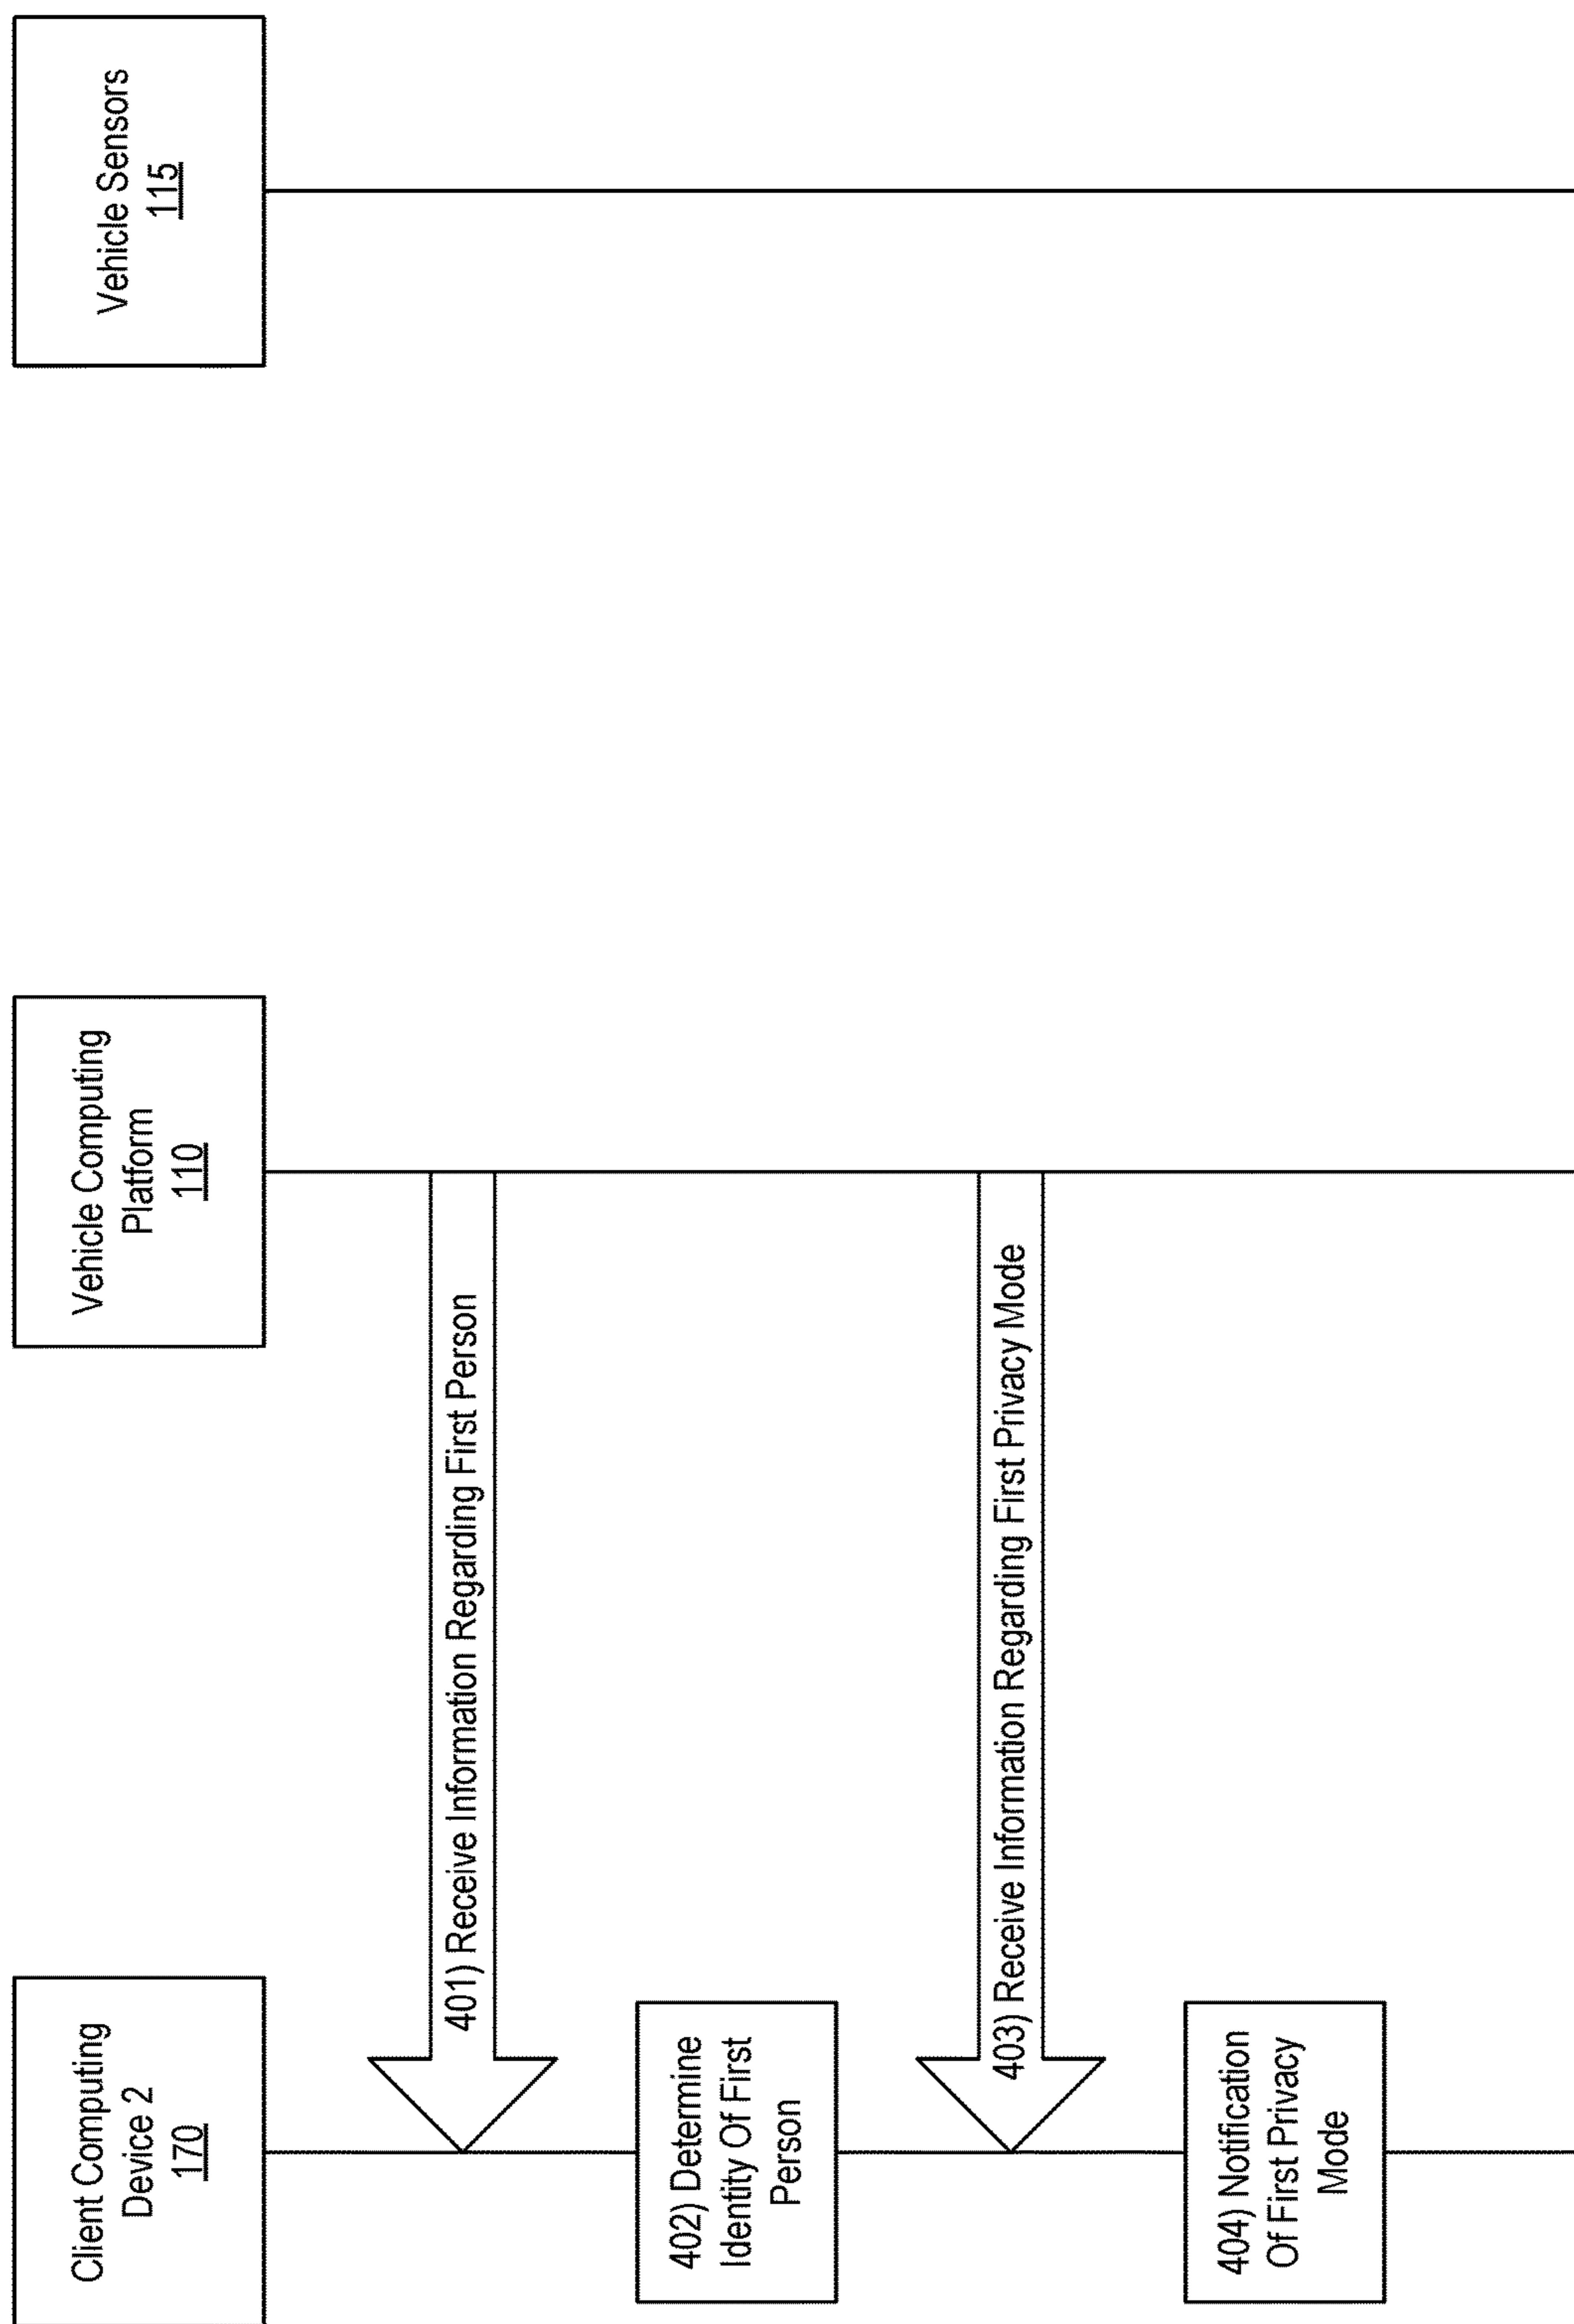 Client Computing
Device 2
170
Vehicle Computing
Platform
110
Vehicle Sensors
115
401) Receive Information Regarding First Person
402) Determine
Identity Of First
Person
403) Receive Information Regarding First Privacy Mode
404) Notification
Of First Privacy
Mode